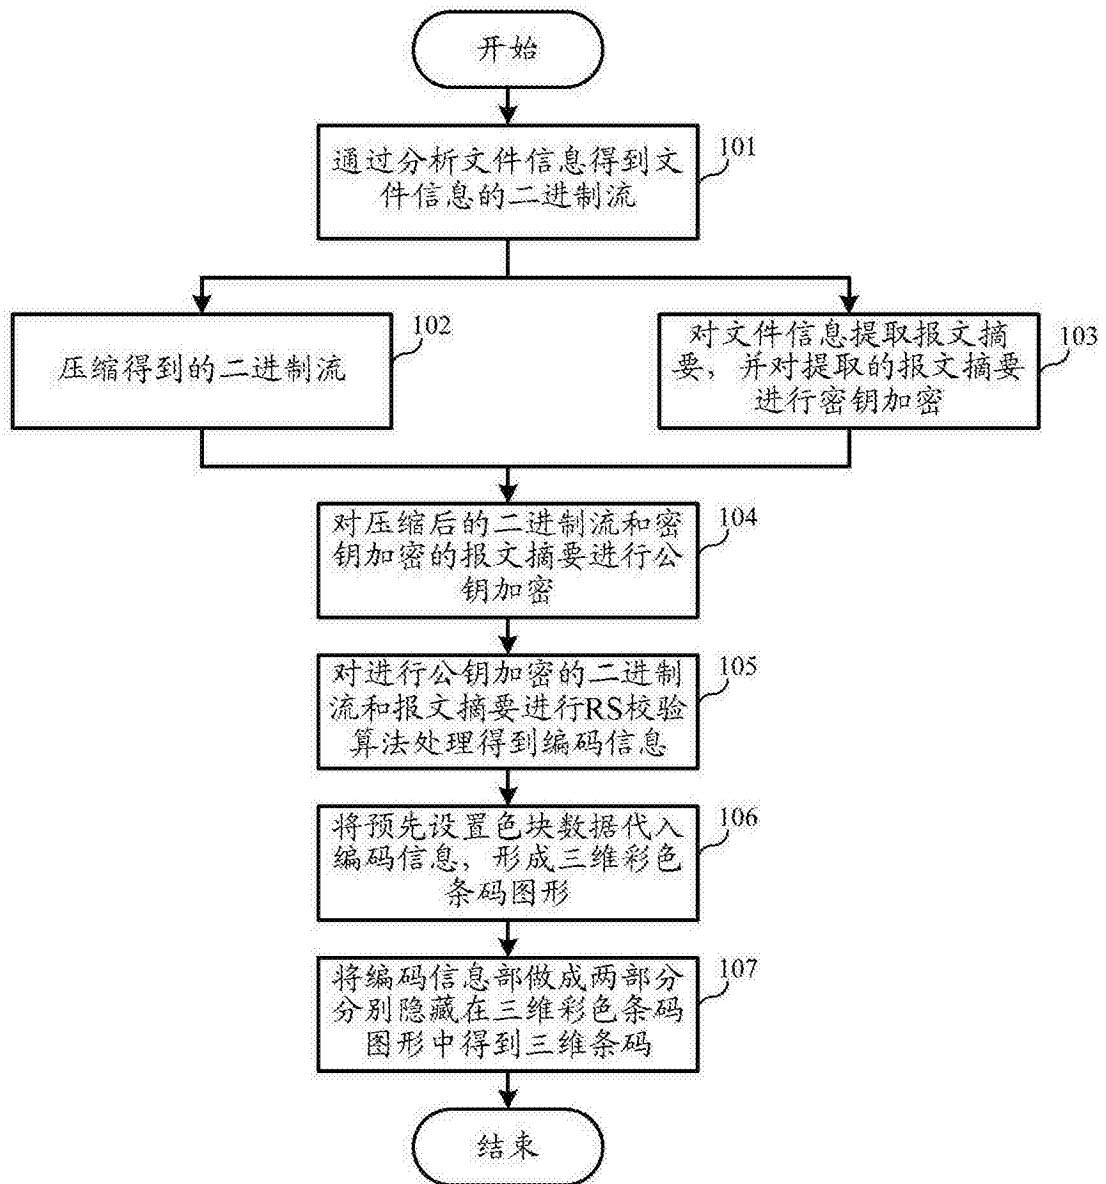 开始
通过分析文件信息得到文
件信息的二进制流
101
压缩得到的二进制流
102
对文件信息提取报文摘
要，并对提取的报文摘要
进行密钥加密
103
对压缩后的二进制流和密
钥加密的报文摘要进行公
钥加密
104
对进行公钥加密的二进制
流和报文摘要进行RS校验
算法处理得到编码信息
105
将预先设置色块数据代入
编码信息，形成三维彩色
条码图形
106
将编码信息部做成两部分
分别隐藏在三维彩色条码
图形中得到三维条码
107
结束